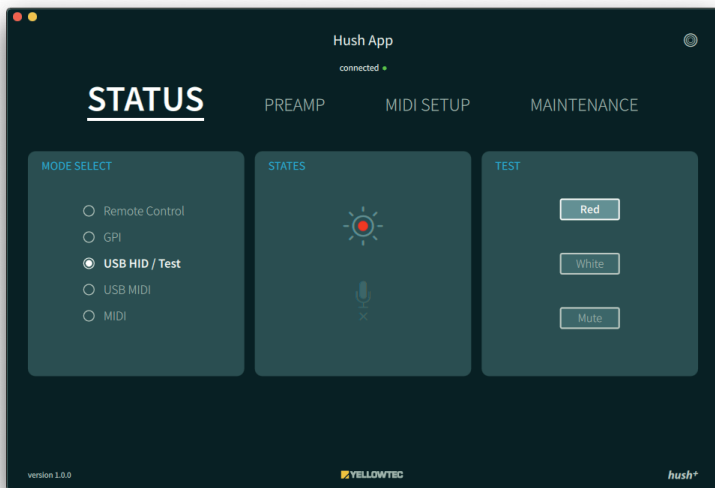 Hush App
connected
STATUS PREAMP MIDI SETUP MAINTENANCE
MODE SELECT
Remote Control
GPI
USB HID / Test
USB MIDI
MIDI
STATES
TEST
Red
White
Mute
version 1.0.0
YELLOWTEC
hush+